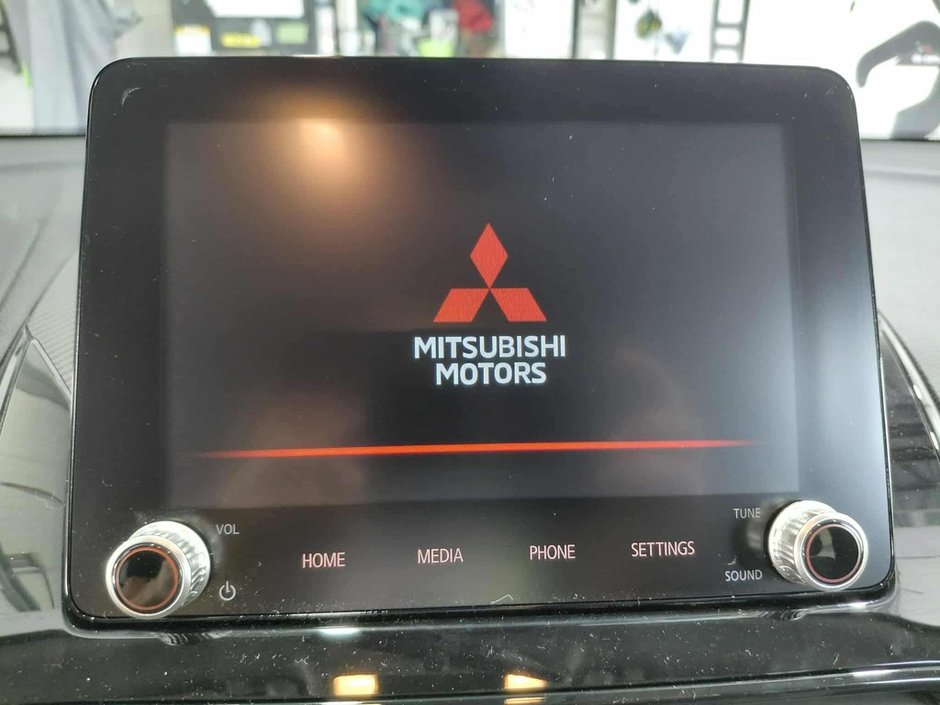 MITSUBISHI
MOTORS
VOL
TUNE
HOME
MEDIA
PHONE
SETTINGS
SOUND